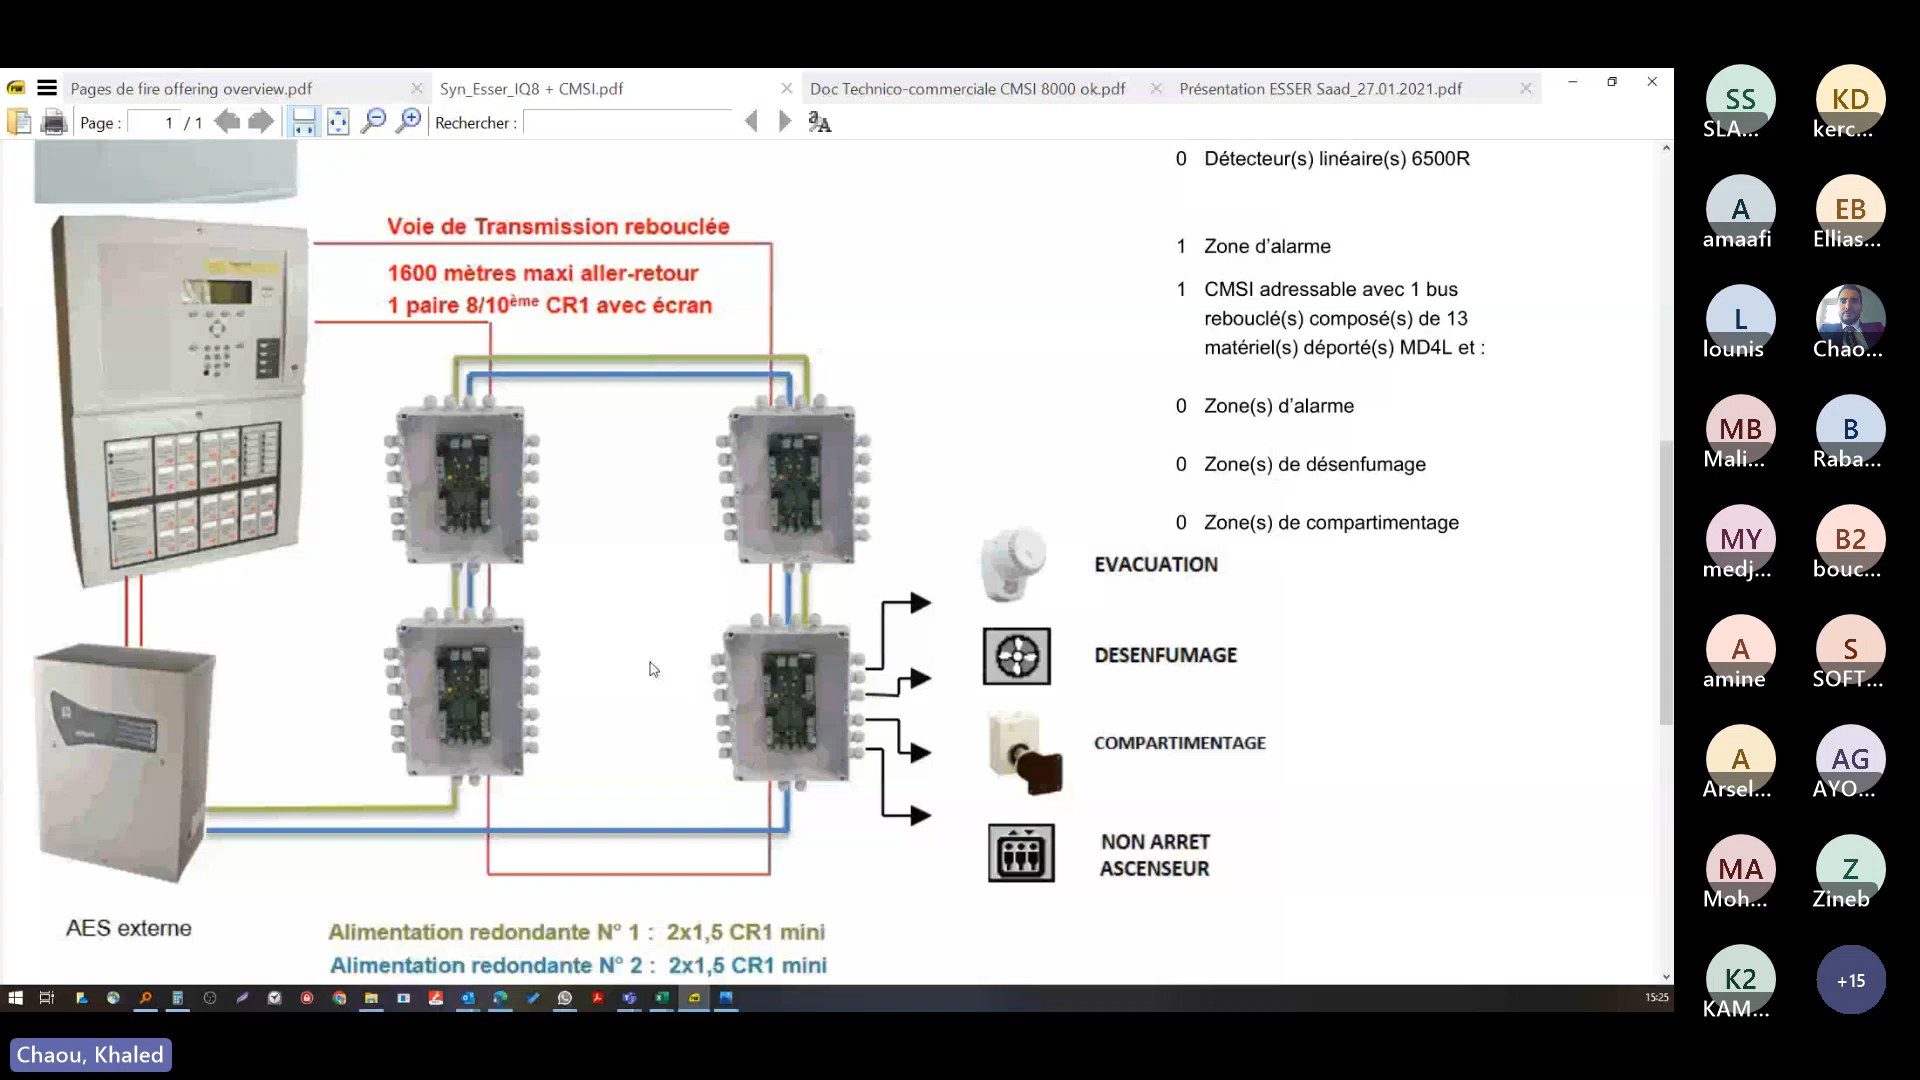 Pages de fire offering overview.pdf
Syn_Esser_IQ8 + CMSI.pdf
Doc Technico-commerciale CMSI 8000 ok.pdf
Présentation ESSER Saad_27.01.2021.pdf
Page :
1 / 1
Rechercher :
0 Détecteur(s) linéaire(s) 6500R
Voie de Transmission rebouclée
1600 mètres maxi aller-retour
1 paire 8/10ème CR1 avec écran
1 Zone d’alarme
1 CMSI adressable avec 1 bus
rebouclé(s) composé(s) de 13
matériel(s) déporté(s) MD4L et :
0 Zone(s) d’alarme
0 Zone(s) de désenfumage
0 Zone(s) de compartimentage
EVACUATION
DESENFUMAGE
COMPARTIMENTAGE
NON ARRET
ASCENSEUR
AES externe
Alimentation redondante N° 1 : 2x1,5 CR1 mini
Alimentation redondante N° 2 : 2x1,5 CR1 mini
15:25
Chaou, Khaled
SS
SLA...
KD
kerc...
A
amaafi
EB
Ellias...
L
lounis
Chao...
MB
Mali...
B
Raba...
MY
medj...
B2
bouc...
A
amine
S
SOFT...
A
Arsel...
AG
AYO...
MA
Moh...
Z
Zineb
K2
KAM...
+15